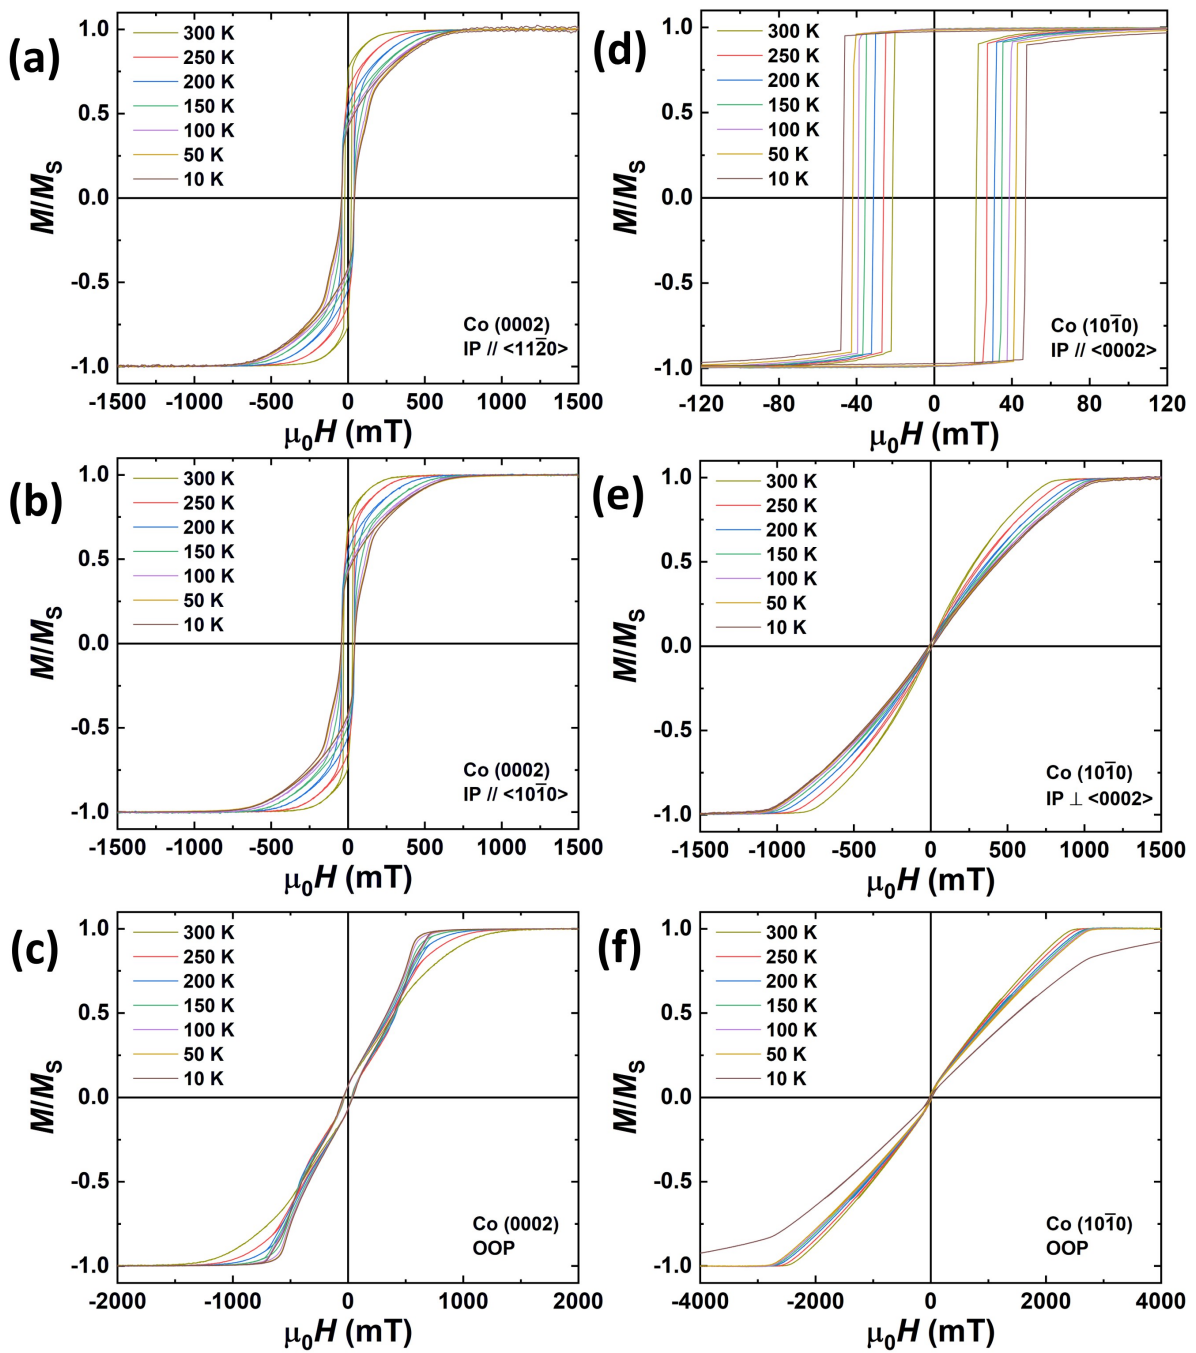 (a)
300 K
250 K
200 K
150 K
100 K
50 K
10 K
1.0
0.5
0.0
-0.5
-1.0
M/MS
Co (0002)
IP // <112̅0>
-1500 -1000 -500 0 500 1000 1500
μ0H (mT)
(d)
300 K
250 K
200 K
150 K
100 K
50 K
10 K
1.0
0.5
0.0
-0.5
-1.0
M/MS
Co (101̅0)
IP // <0002>
-120 -80 -40 0 40 80 120
μ0H (mT)
(b)
300 K
250 K
200 K
150 K
100 K
50 K
10 K
1.0
0.5
0.0
-0.5
-1.0
M/MS
Co (0002)
IP // <101̅0>
-1500 -1000 -500 0 500 1000 1500
μ0H (mT)
(e)
300 K
250 K
200 K
150 K
100 K
50 K
10 K
1.0
0.5
0.0
-0.5
-1.0
M/MS
Co (101̅0)
IP ⊥ <0002>
-1500 -1000 -500 0 500 1000 1500
μ0H (mT)
(c)
300 K
250 K
200 K
150 K
100 K
50 K
10 K
1.0
0.5
0.0
-0.5
-1.0
M/MS
Co (0002)
OOP
-2000 -1000 0 1000 2000
μ0H (mT)
(f)
300 K
250 K
200 K
150 K
100 K
50 K
10 K
1.0
0.5
0.0
-0.5
-1.0
M/MS
Co (101̅0)
OOP
-4000 -2000 0 2000 4000
μ0H (mT)